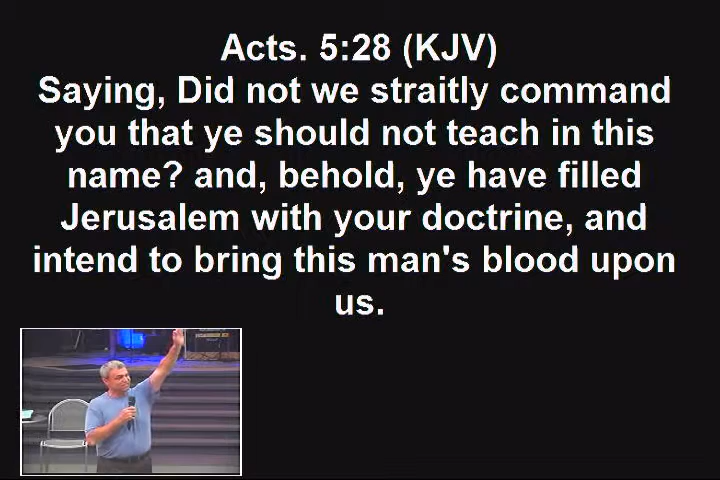 Acts. 5:28 (KJV)
Saying, Did not we straitly command
you that ye should not teach in this
name? and, behold, ye have filled
Jerusalem with your doctrine, and
intend to bring this man's blood upon
us.